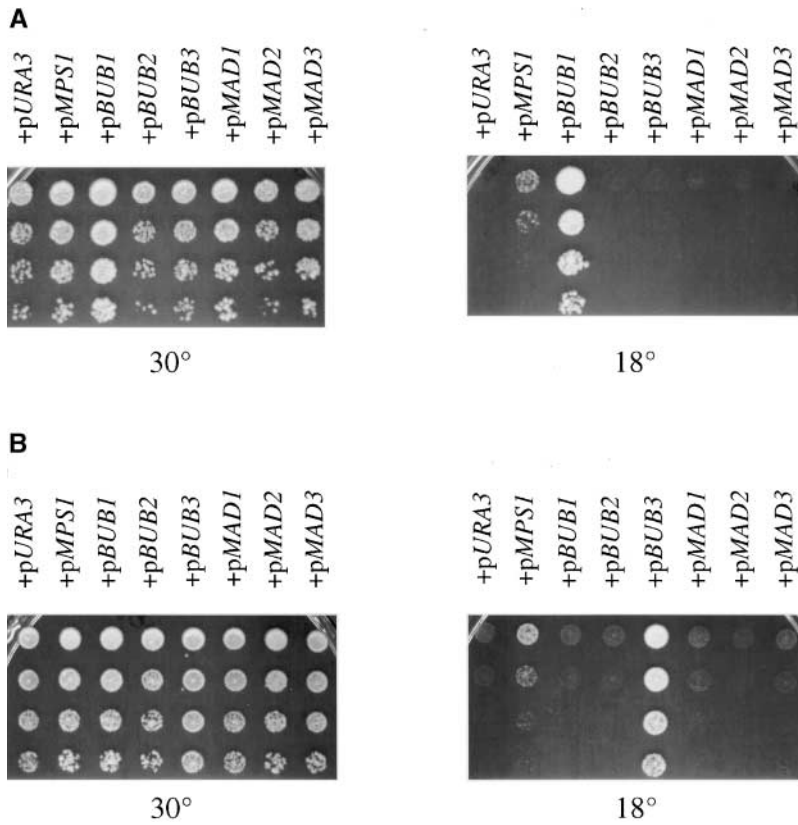 A
+pURA3
+pMPS1
+pBUB1
+pBUB2
+pBUB3
+pMAD1
+pMAD2
+pMAD3
+pURA3
+pMPS1
+pBUB1
+pBUB2
+pBUB3
+pMAD1
+pMAD2
+pMAD3
30°
18°
B
+pURA3
+pMPS1
+pBUB1
+pBUB2
+pBUB3
+pMAD1
+pMAD2
+pMAD3
+pURA3
+pMPS1
+pBUB1
+pBUB2
+pBUB3
+pMAD1
+pMAD2
+pMAD3
30°
18°